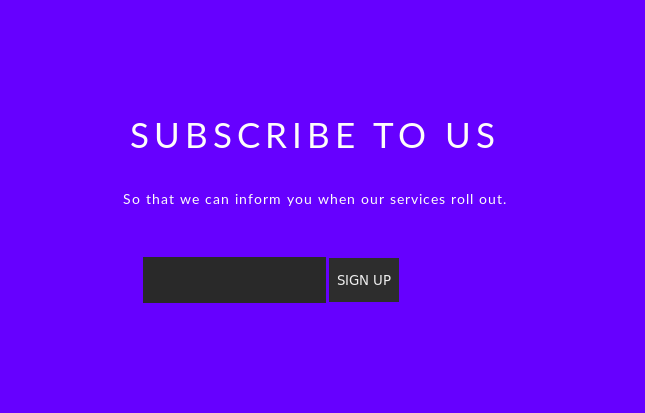 SUBSCRIBE TO US
So that we can inform you when our services roll out.
SIGN UP